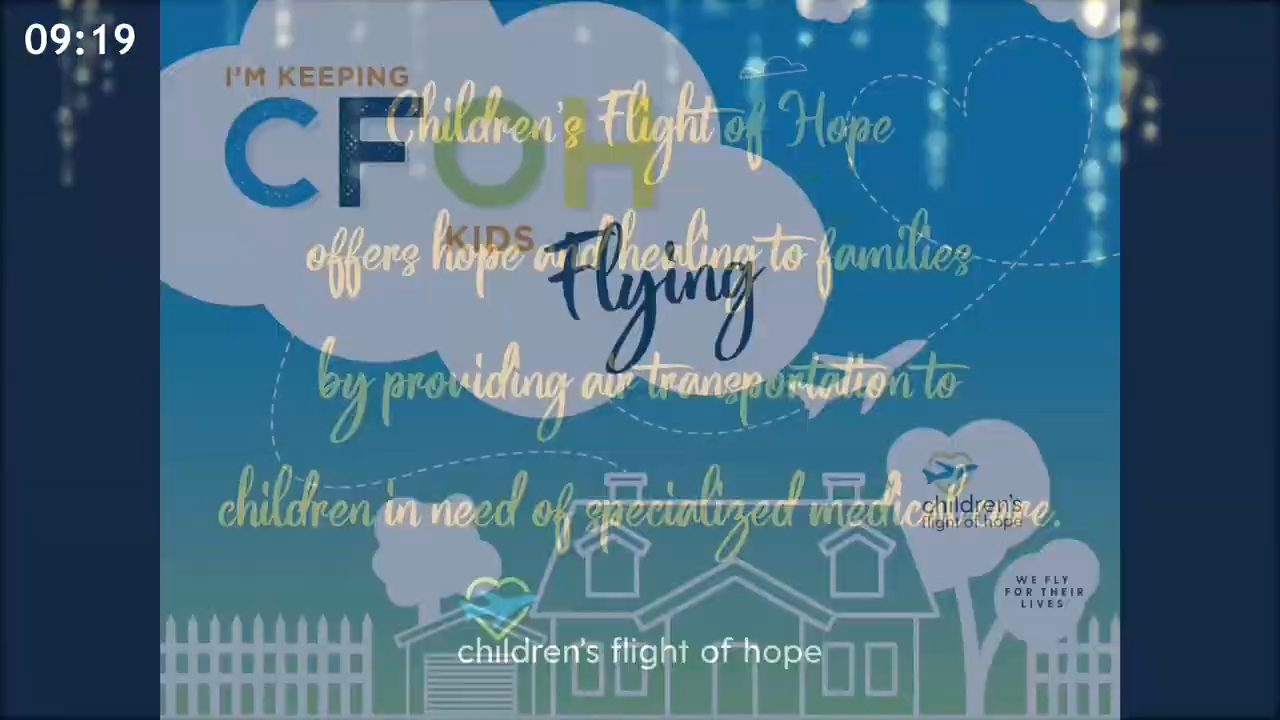 09:19
I'M KEEPING
CFOH
KIDS
Flying
Children's Flight of Hope
offers hope and healing to families
by providing air transportation to
children in need of specialized medical care.
children's
flight of hope
WE FLY
FOR THEIR
LIVES
children's flight of hope